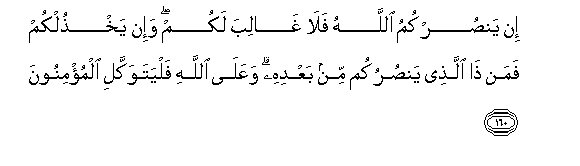 إِن يَنصُرْكُمُ ٱللَّهُ فَلَا غَالِبَ لَكُمْ ۖ وَإِن يَخْذُلْكُمْ
فَمَن ذَا ٱلَّذِى يَنصُرُكُم مِّنۢ بَعْدِهِۦ ۗ وَعَلَى ٱللَّهِ فَلْيَتَوَكَّلِ ٱلْمُؤْمِنُونَ
١٦٠